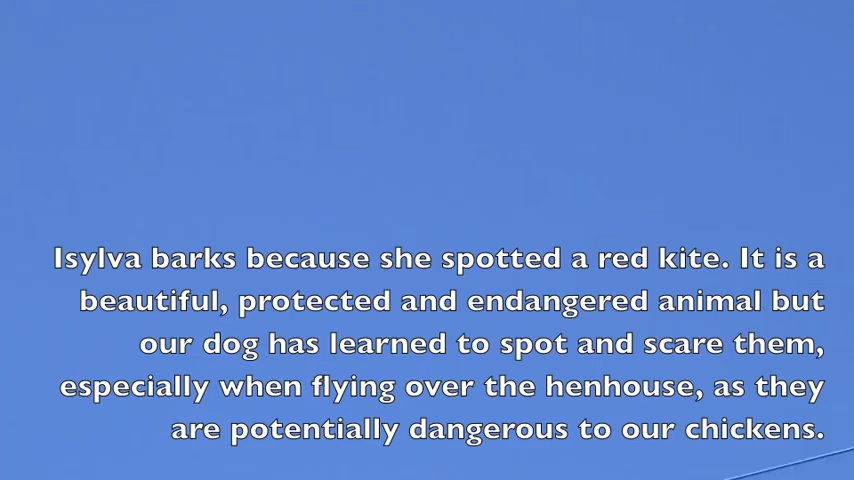 Isylva barks because she spotted a red kite. It is a
beautiful, protected and endangered animal but
our dog has learned to spot and scare them,
especially when flying over the henhouse, as they
are potentially dangerous to our chickens.